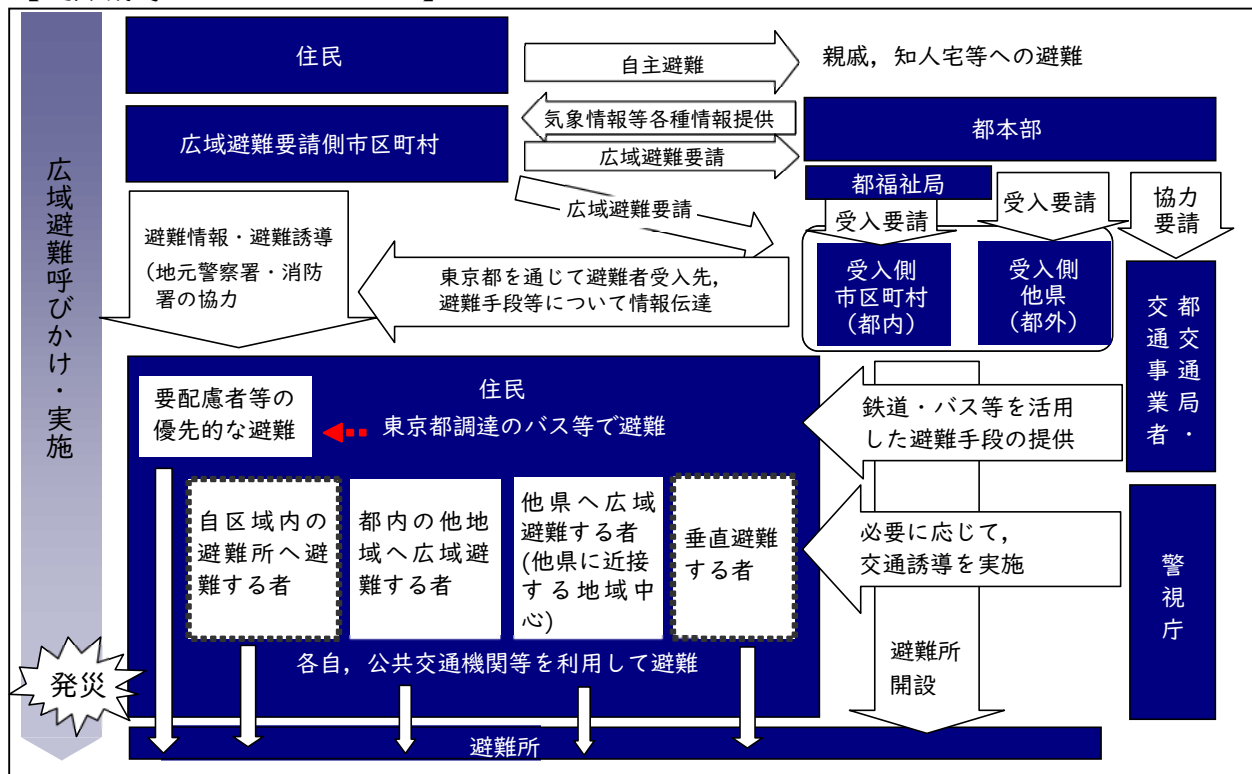 広域避難呼びかけ・実施
発災
住民
自主避難
親戚，知人宅等への避難
広域避難要請側市区町村
気象情報等各種情報提供
広域避難要請
都本部
都福祉局
広域避難要請
受入要請
受入要請
協力
要請
避難情報・避難誘導
(地元警察署・消防
署の協力
東京都を通じて避難者受入先，
避難手段等について情報伝達
受入側
市区町村
（都内）
受入側
他県
（都外）
都交通局・
交通事業者
住民
要配慮者等の
優先的な避難
東京都調達のバス等で避難
鉄道・バス等を活用
した避難手段の提供
自区域内の
避難所へ避
難する者
都内の他地
域へ広域避
難する者
他県へ広域
避難する者
(他県に近接
する地域中
心)
垂直避難
する者
必要に応じて，
交通誘導を実施
警視庁
各自，公共交通機関等を利用して避難
避難所
開設
避難所